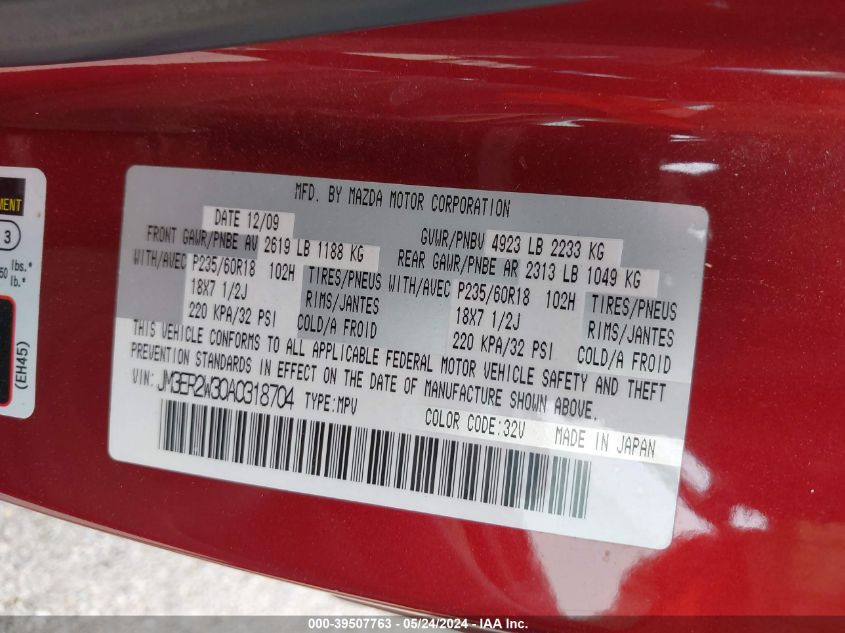 MFD. BY MAZDA MOTOR CORPORATION
DATE 12/09
GVWR/PNBV 4923 LB 2233 KG
FRONT GAWR/PNBE AV 2619 LB 1188 KG
REAR GAWR/PNBE AR 2313 LB 1049 KG
WITH/AVEC P235/60R18 102H TIRES/PNEUS
18X7 1/2J RIMS/JANTES
220 KPA/32 PSI COLD/A FROID
WITH/AVEC P235/60R18 102H TIRES/PNEUS
18X7 1/2J RIMS/JANTES
220 KPA/32 PSI COLD/A FROID
THIS VEHICLE CONFORMS TO ALL APPLICABLE FEDERAL MOTOR VEHICLE SAFETY AND THEFT
PREVENTION STANDARDS IN EFFECT ON THE DATE OF MANUFACTURE SHOWN ABOVE.
VIN: JM3ER2W30A0318704 TYPE:MPV
COLOR CODE:32V MADE IN JAPAN
MENT
3
50 lbs.*
lb.*
(EH45)
000-39507763 - 05/24/2024 - IAA Inc.